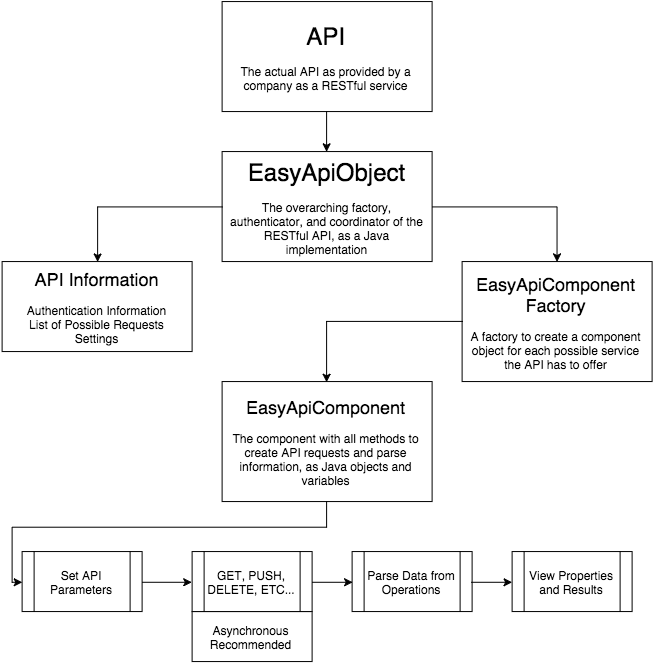 API
The actual API as provided by a
company as a RESTful service
EasyApiObject
The overarching factory,
authenticator, and coordinator of the
RESTful API, as a Java
implementation
API Information
Authentication Information
List of Possible Requests
Settings
EasyApiComponent
Factory
A factory to create a component
object for each possible service
the API has to offer
EasyApiComponent
The component with all methods to
create API requests and parse
information, as Java objects and
variables
Set API
Parameters
GET, PUSH,
DELETE, ETC...
Asynchronous
Recommended
Parse Data from
Operations
View Properties
and Results